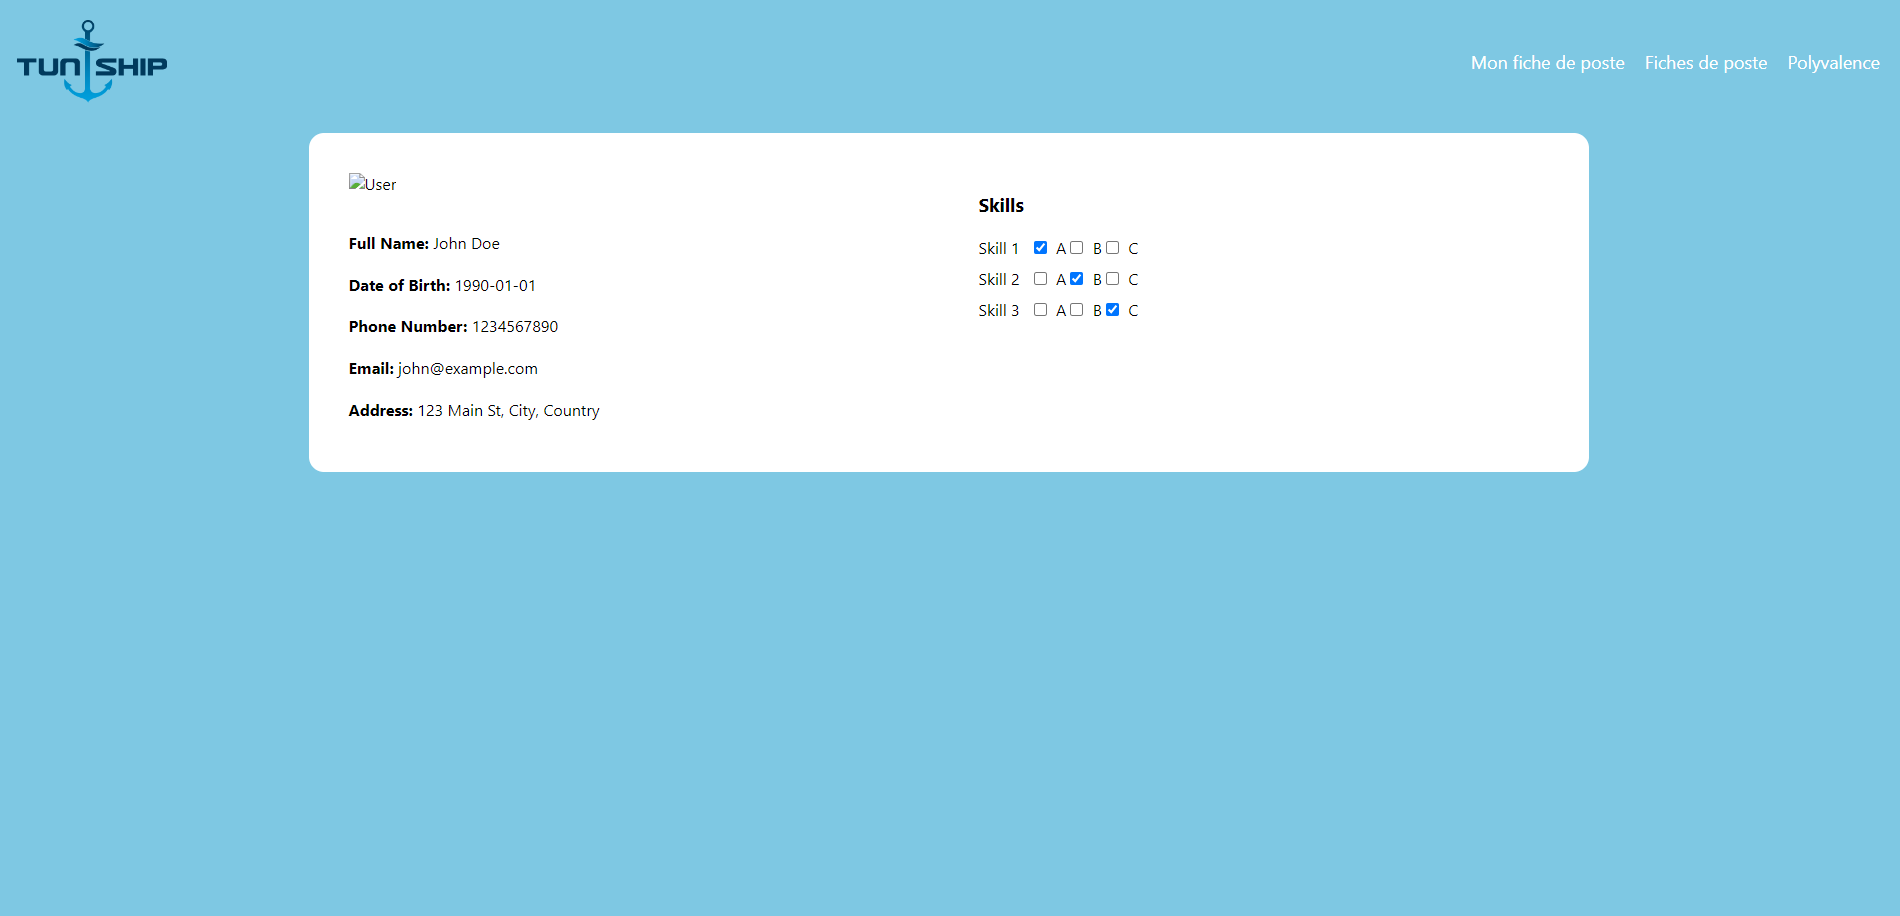 TUNISHIP
Mon fiche de poste Fiches de poste Polyvalence
User
Full Name: John Doe
Date of Birth: 1990-01-01
Phone Number: 1234567890
Email: john@example.com
Address: 123 Main St, City, Country
Skills
Skill 1 A B C
Skill 2 A B C
Skill 3 A B C